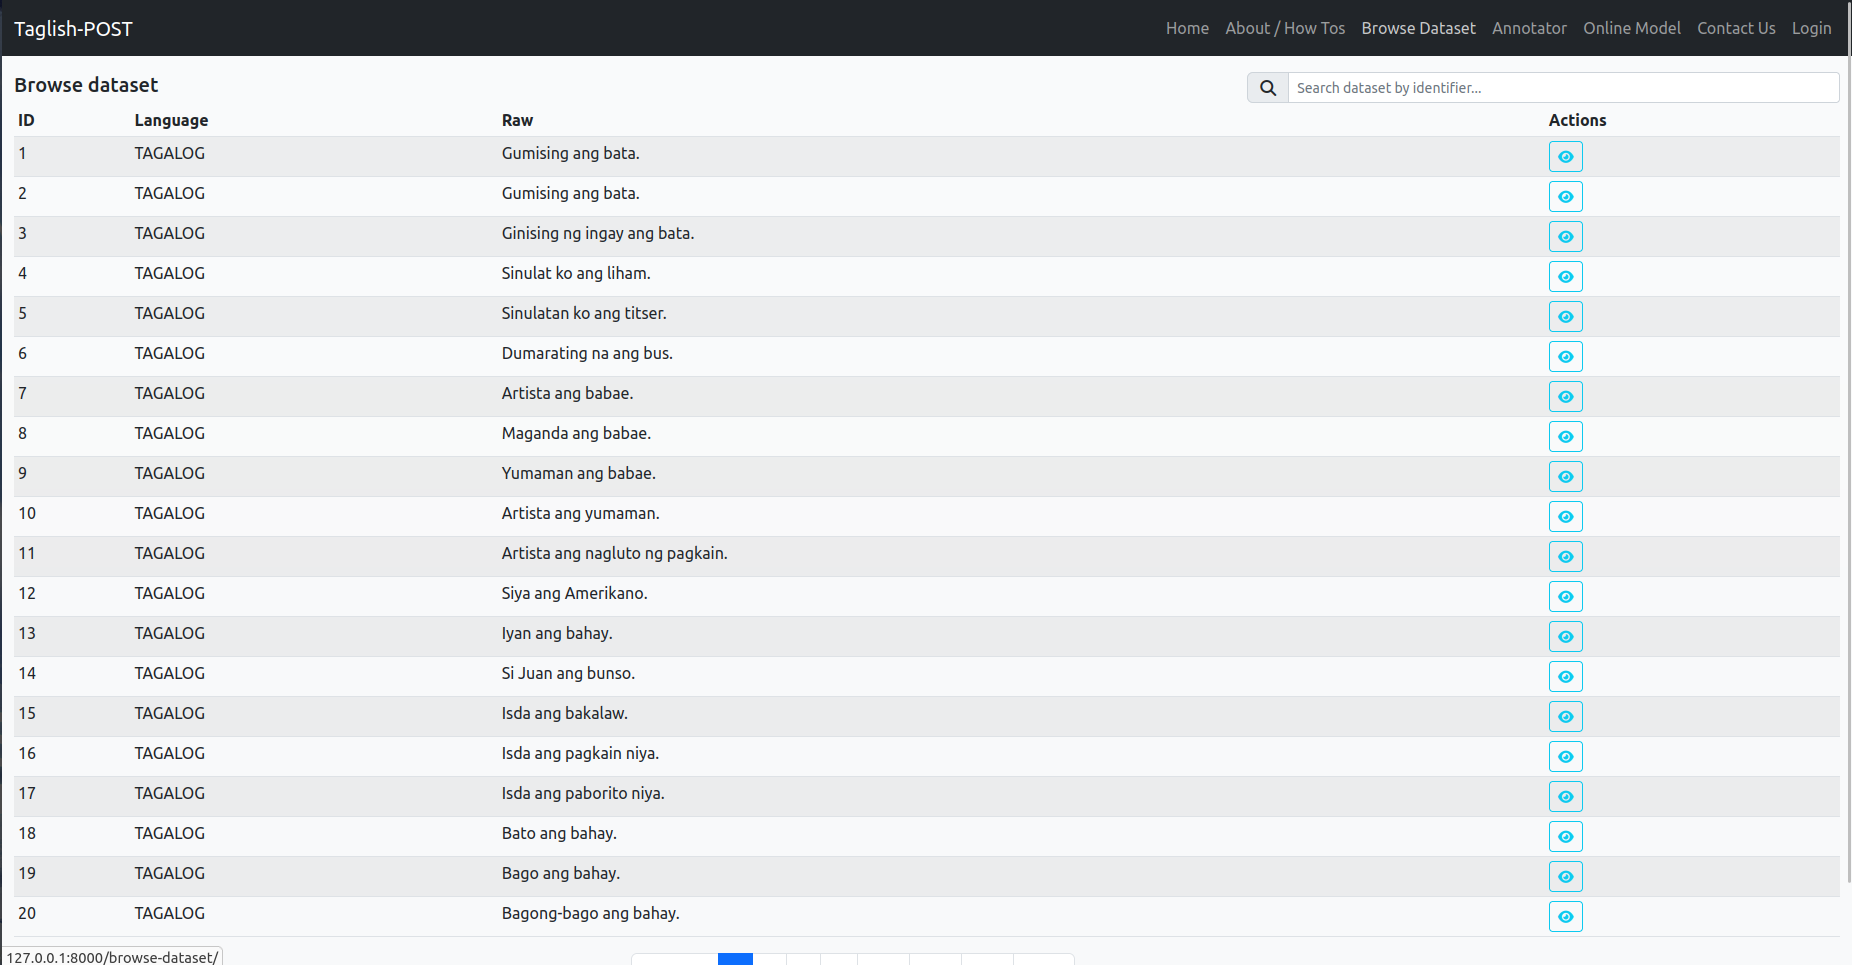 Taglish-POST Home About / How Tos Browse Dataset Annotator Online Model Contact Us Login
Browse dataset Search dataset by identifier...
ID Language Raw Actions
1 TAGALOG Gumising ang bata.
2 TAGALOG Gumising ang bata.
3 TAGALOG Ginising ng ingay ang bata.
4 TAGALOG Sinulat ko ang liham.
5 TAGALOG Sinulatan ko ang titser.
6 TAGALOG Dumarating na ang bus.
7 TAGALOG Artista ang babae.
8 TAGALOG Maganda ang babae.
9 TAGALOG Yumaman ang babae.
10 TAGALOG Artista ang yumaman.
11 TAGALOG Artista ang nagluto ng pagkain.
12 TAGALOG Siya ang Amerikano.
13 TAGALOG Iyan ang bahay.
14 TAGALOG Si Juan ang bunso.
15 TAGALOG Isda ang bakalaw.
16 TAGALOG Isda ang pagkain niya.
17 TAGALOG Isda ang paborito niya.
18 TAGALOG Bato ang bahay.
19 TAGALOG Bago ang bahay.
20 TAGALOG Bagong-bago ang bahay.
127.0.0.1:8000/browse-dataset/